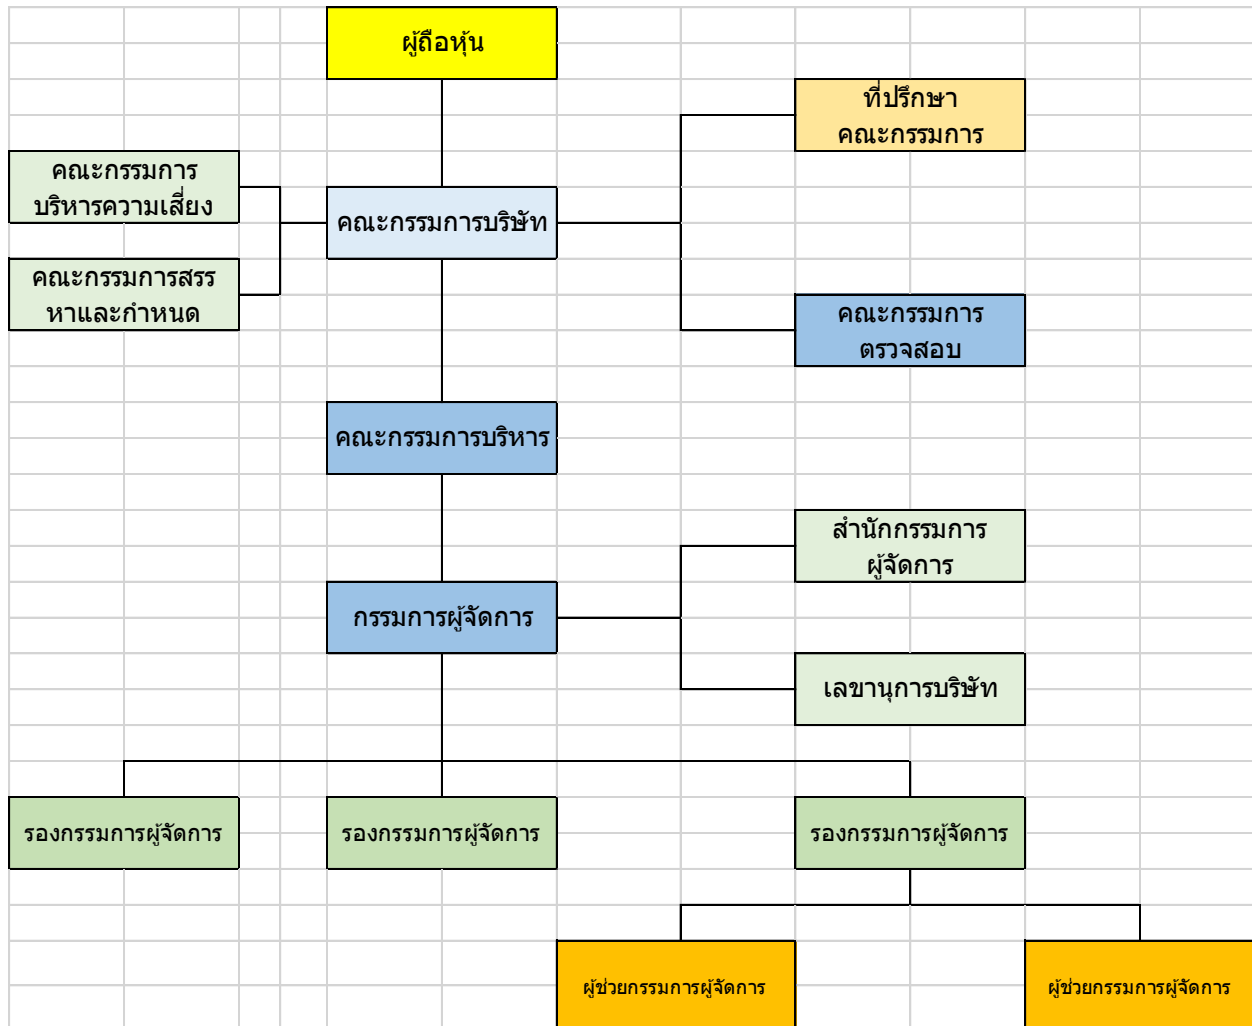 ผู้ถือหุ้น
ที่ปรึกษา
คณะกรรมการ
คณะกรรมการ
บริหารความเสี่ยง
คณะกรรมการบริษัท
คณะกรรมการสรร
หาและกำหนด
คณะกรรมการ
ตรวจสอบ
คณะกรรมการบริหาร
สำนักกรรมการ
ผู้จัดการ
กรรมการผู้จัดการ
เลขานุการบริษัท
รองกรรมการผู้จัดการ
รองกรรมการผู้จัดการ
รองกรรมการผู้จัดการ
ผู้ช่วยกรรมการผู้จัดการ
ผู้ช่วยกรรมการผู้จัดการ